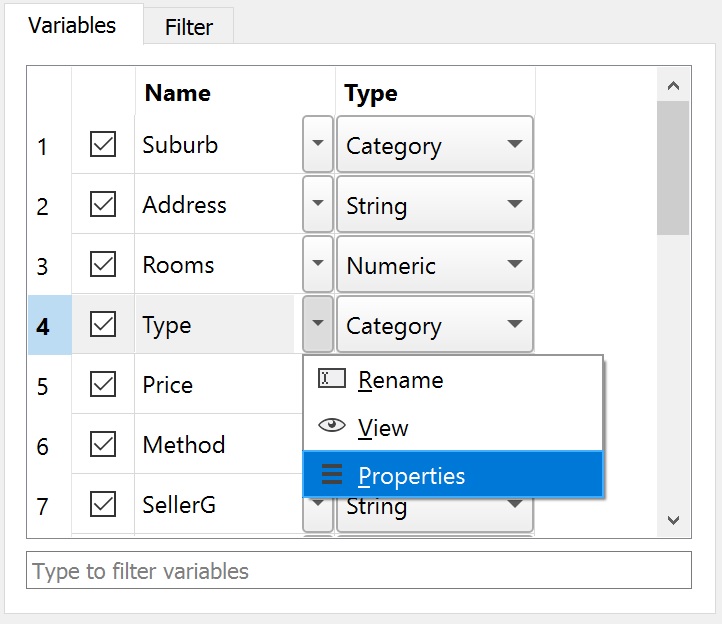 Variables Filter
Name Type
1 Suburb Category
2 Address String
3 Rooms Numeric
4 Type Category
5 Price
Rename
6 Method
View
Properties
7 SellerG String
Type to filter variables